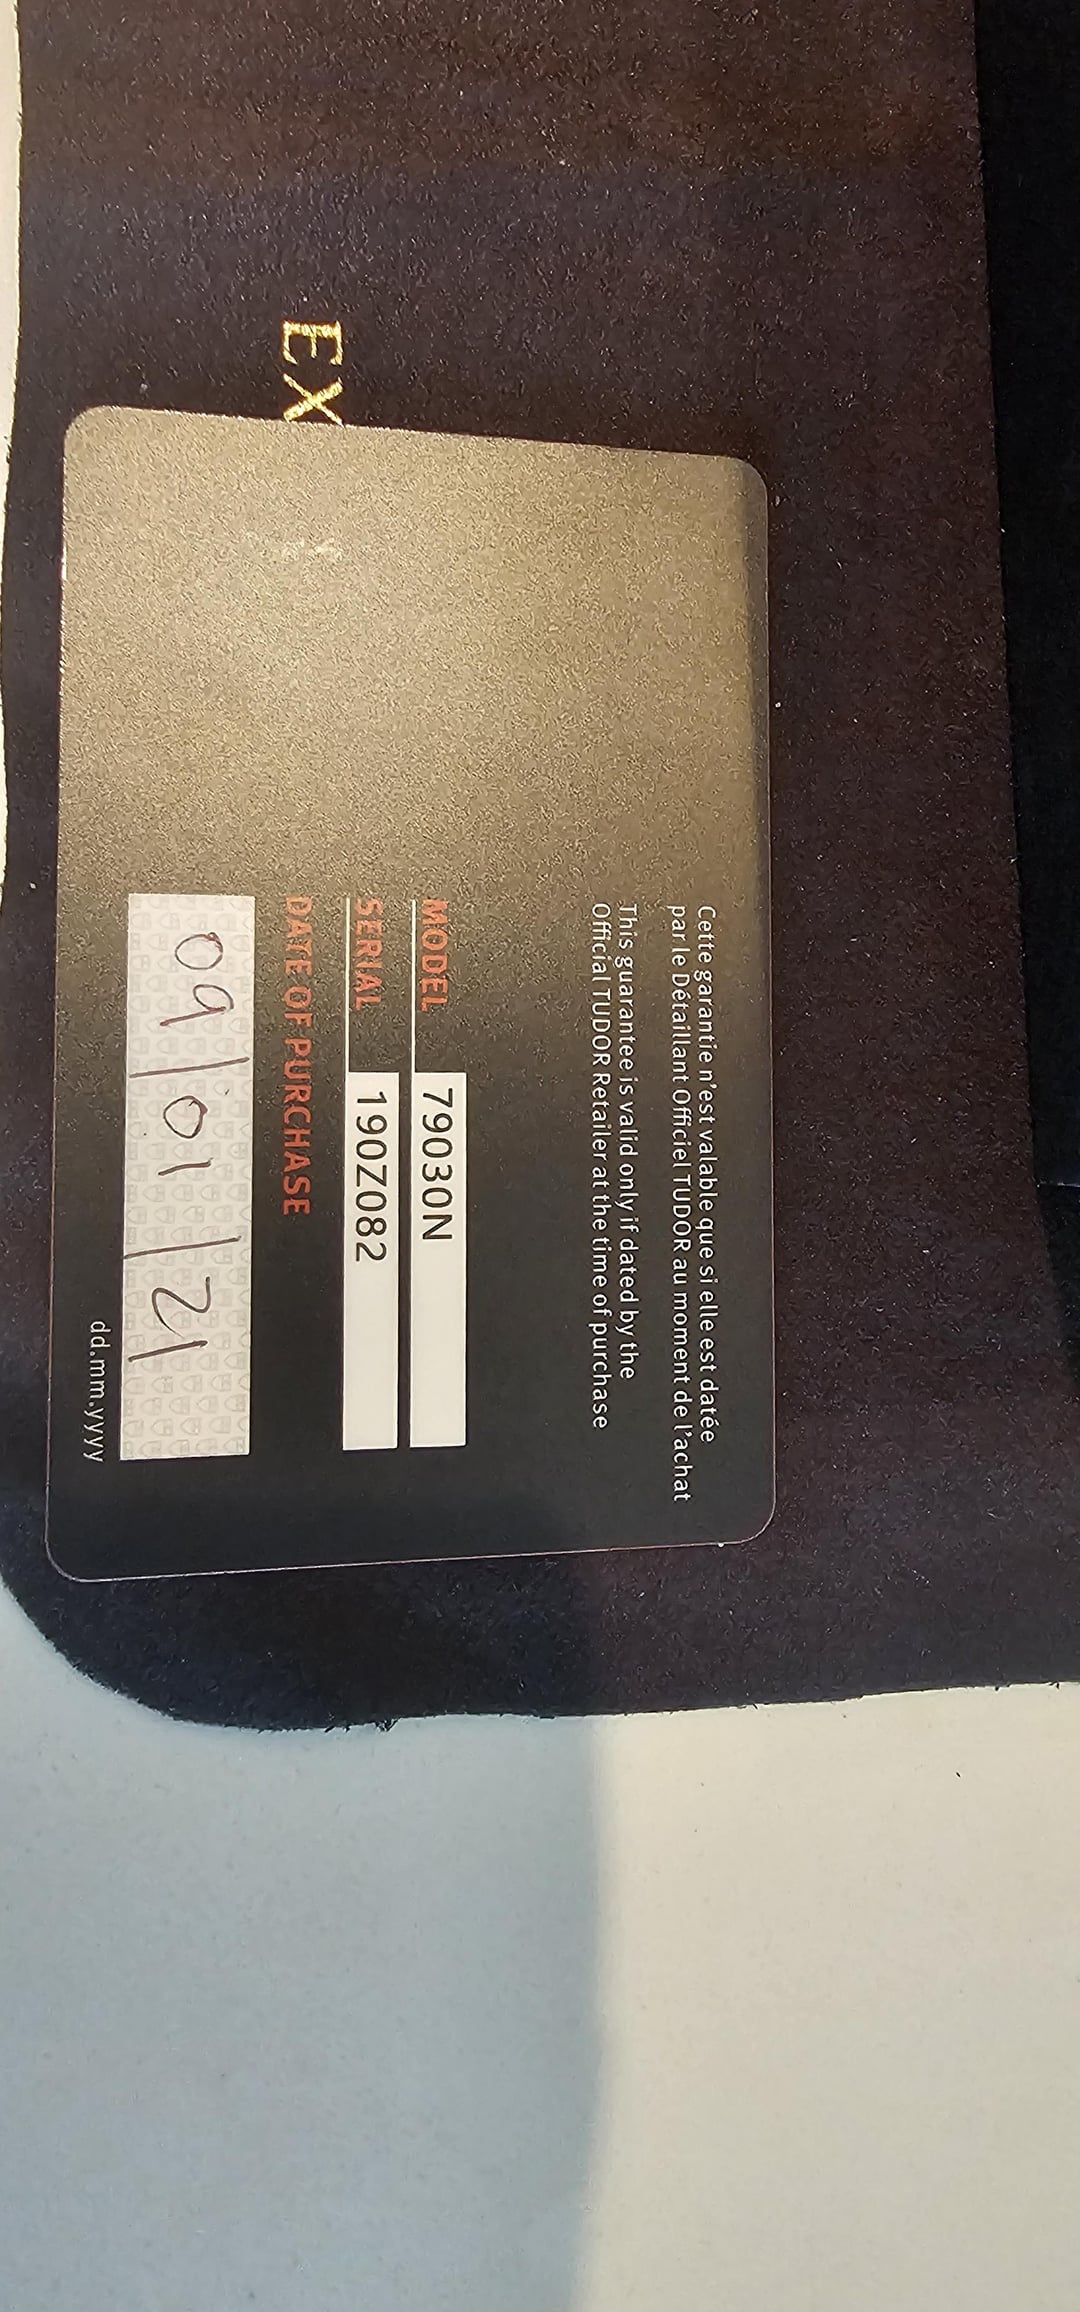 EX
Cette garantie n'est valable que si elle est datée
par le Détaillant Officiel TUDOR au moment de l'achat
This guarantee is valid only if dated by the
Official TUDOR Retailer at the time of purchase
MODEL 79030N
SERIAL 190Z082
DATE OF PURCHASE
09/01/21
dd.mm.yyyy